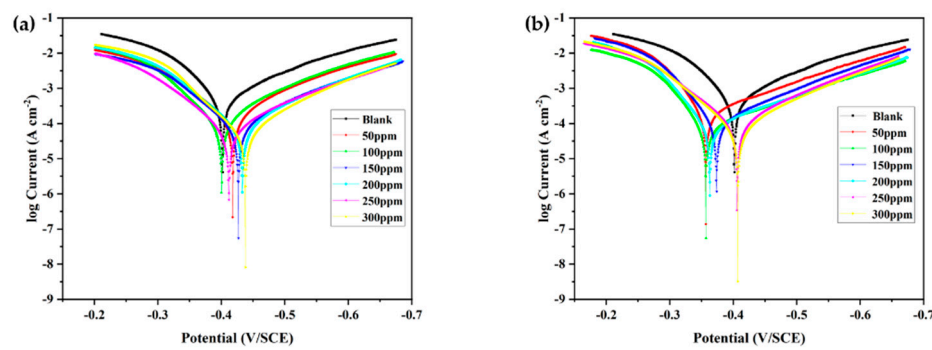 (a)
-1
-2
-3
-4
-5
-6
-7
-8
-9
log Current (A cm-2)
Blank
50ppm
100ppm
150ppm
200ppm
250ppm
300ppm
-0.2
-0.3
-0.4
-0.5
-0.6
-0.7
Potential (V/SCE)
(b)
-1
-2
-3
-4
-5
-6
-7
-8
-9
log Current (A cm-2)
Blank
50ppm
100ppm
150ppm
200ppm
250ppm
300ppm
-0.2
-0.3
-0.4
-0.5
-0.6
-0.7
Potential (V/SCE)